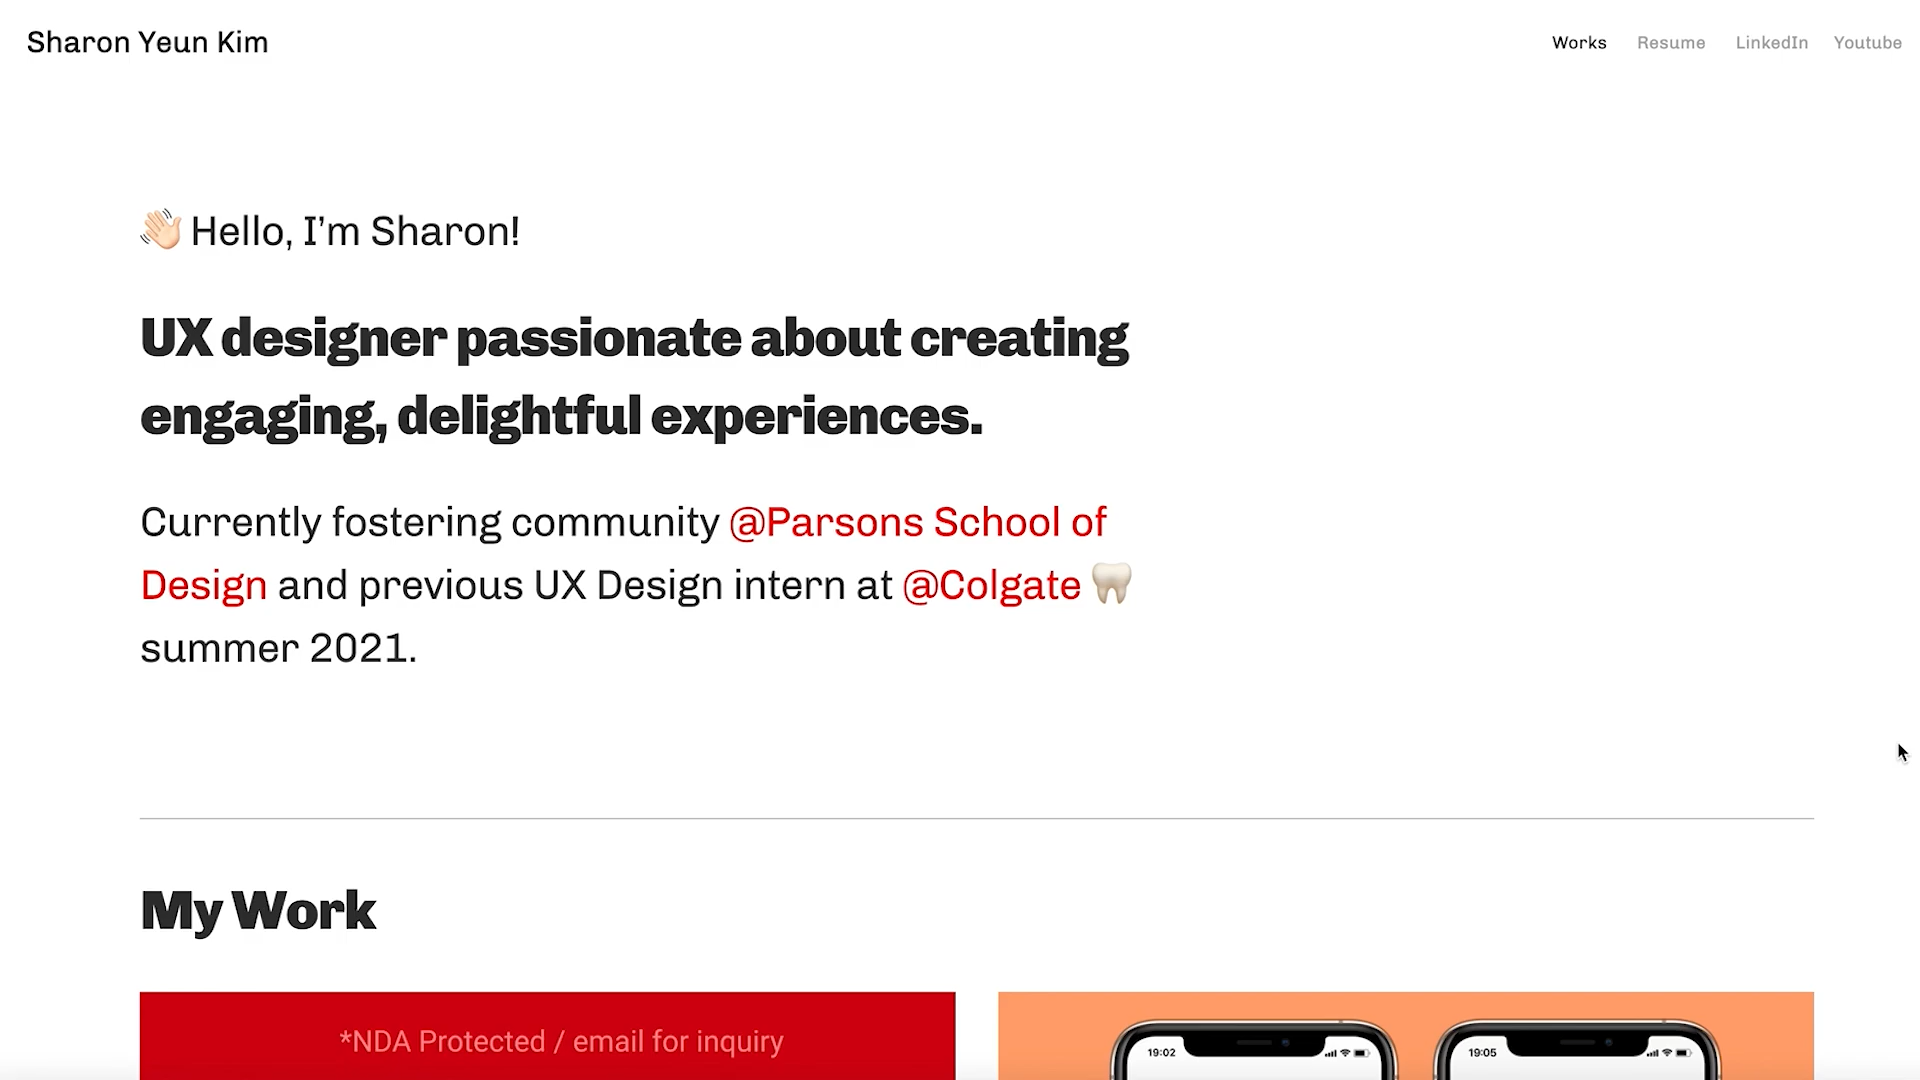 Sharon Yeun Kim
Works Resume LinkedIn Youtube
👋🏻 Hello, I’m Sharon!
UX designer passionate about creating
engaging, delightful experiences.
Currently fostering community @Parsons School of
Design and previous UX Design intern at @Colgate 🦷
summer 2021.
My Work
*NDA Protected / email for inquiry
19:02
19:05